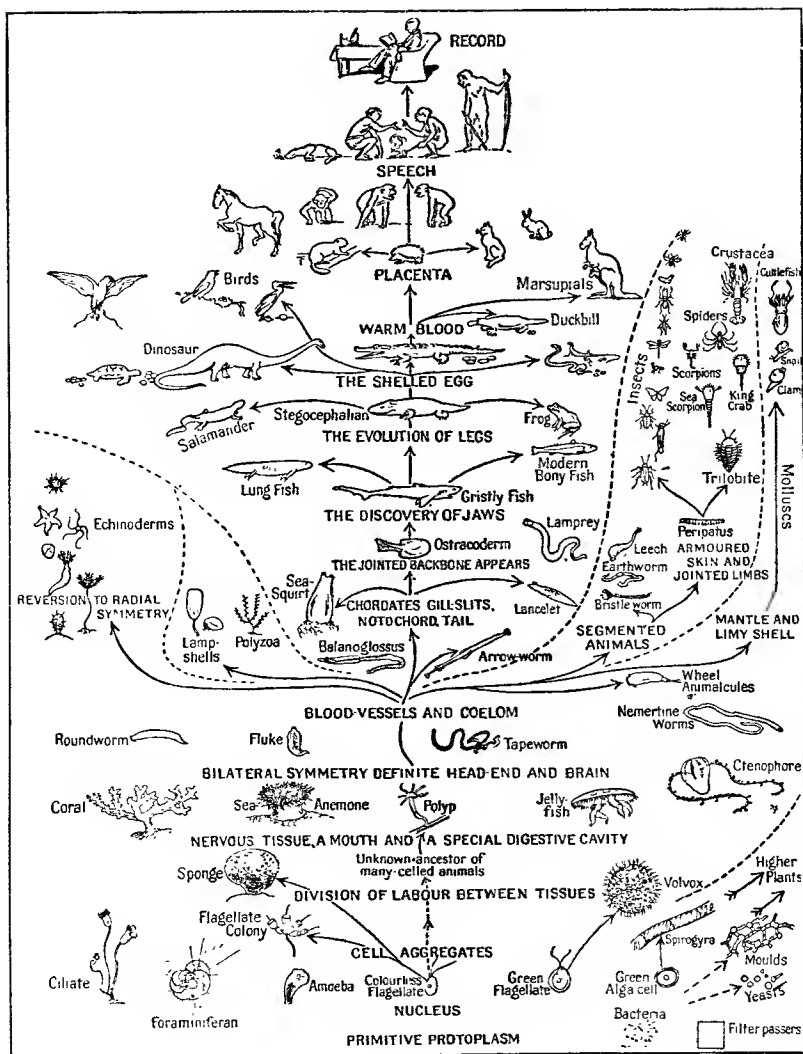 RECORD
SPEECH
PLACENTA
Birds
Marsupials
Crustacea
Cuttlefish
WARM BLOOD
Duckbill
Spiders
Dinosaur
Insects
Scorpions
Snail
THE SHELLED EGG
Sea
Scorpion
King
Crab
Clam
Salamander
Stegocephalian
Frog
THE EVOLUTION OF LEGS
Lung Fish
Modern
Bony Fish
Trilobite
Molluscs
Gristly Fish
THE DISCOVERY OF JAWS
Echinoderms
Lamprey
Peripatus
Ostracoderm
Leech
ARMOURED
SKIN AND
JOINTED LIMBS
THE JOINTED BACKBONE APPEARS
Earthworm
Sea-
Squirt
REVERSION TO RADIAL
SYMMETRY
CHORDATES GILL-SLITS,
NOTOCHORD, TAIL
Lancelet
Bristle worm
Lamp-
shells
Polyzoa
SEGMENTED
ANIMALS
MANTLE AND
LIMY SHELL
Balanoglossus
Arrow worm
Wheel
Animalcules
BLOOD-VESSELS AND COELOM
Nemertine
Worms
Roundworm
Fluke
Tapeworm
BILATERAL SYMMETRY DEFINITE HEAD-END AND BRAIN
Ctenophore
Coral
Sea-
Anemone
Polyp
Jelly-
fish
NERVOUS TISSUE, A MOUTH AND A SPECIAL DIGESTIVE CAVITY
Unknown ancestor of
many-celled animals
Sponge
Volvox
Higher
Plants
DIVISION OF LABOUR BETWEEN TISSUES
Flagellate
Colony
Spirogyra
CELL AGGREGATES
Moulds
Ciliate
Amoeba
Colourless
Flagellate
Green
Flagellate
Green
Alga cell
Yeasts
Foraminiferan
NUCLEUS
Bacteria
Filter passers
PRIMITIVE PROTOPLASM